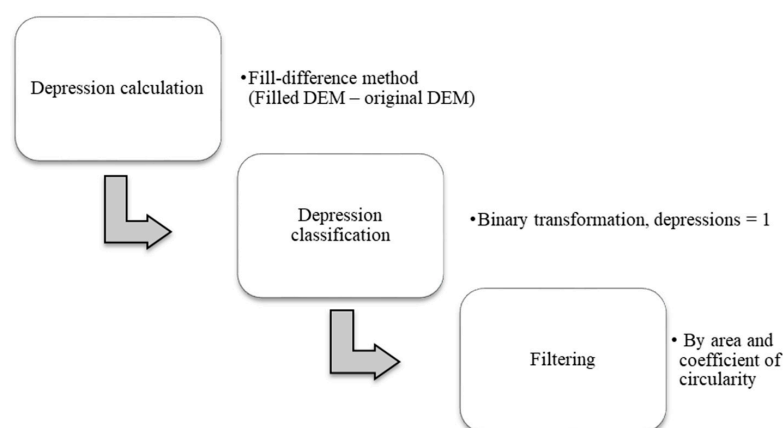 Depression calculation
•Fill-difference method
(Filled DEM – original DEM)
Depression
classification
•Binary transformation, depressions = 1
Filtering
• By area and
coefficient of
circularity